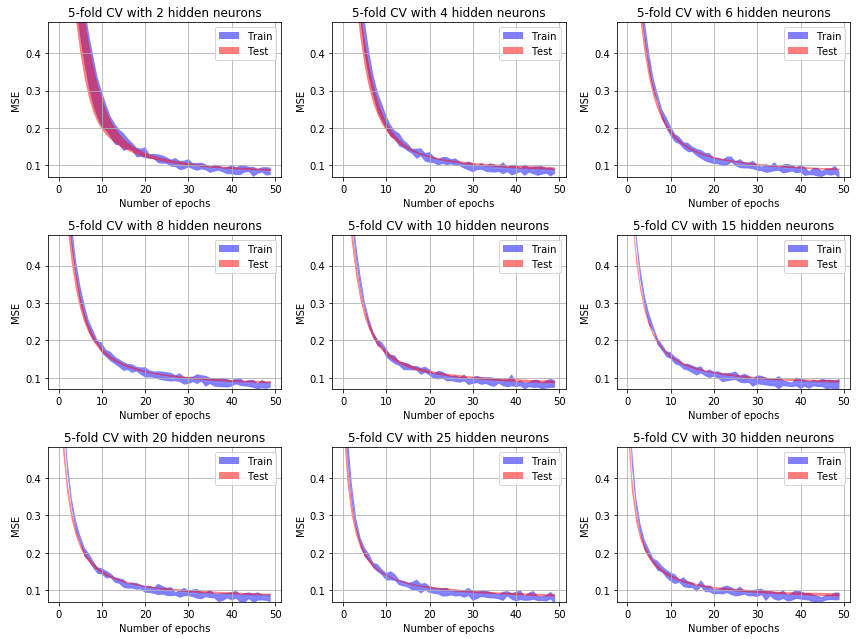 5-fold CV with 2 hidden neurons
Train
Test
0.4
0.3
0.2
0.1
MSE
0 10 20 30 40 50
Number of epochs
5-fold CV with 4 hidden neurons
Train
Test
0.4
0.3
0.2
0.1
MSE
0 10 20 30 40 50
Number of epochs
5-fold CV with 6 hidden neurons
Train
Test
0.4
0.3
0.2
0.1
MSE
0 10 20 30 40 50
Number of epochs
5-fold CV with 8 hidden neurons
Train
Test
0.4
0.3
0.2
0.1
MSE
0 10 20 30 40 50
Number of epochs
5-fold CV with 10 hidden neurons
Train
Test
0.4
0.3
0.2
0.1
MSE
0 10 20 30 40 50
Number of epochs
5-fold CV with 15 hidden neurons
Train
Test
0.4
0.3
0.2
0.1
MSE
0 10 20 30 40 50
Number of epochs
5-fold CV with 20 hidden neurons
Train
Test
0.4
0.3
0.2
0.1
MSE
0 10 20 30 40 50
Number of epochs
5-fold CV with 25 hidden neurons
Train
Test
0.4
0.3
0.2
0.1
MSE
0 10 20 30 40 50
Number of epochs
5-fold CV with 30 hidden neurons
Train
Test
0.4
0.3
0.2
0.1
MSE
0 10 20 30 40 50
Number of epochs